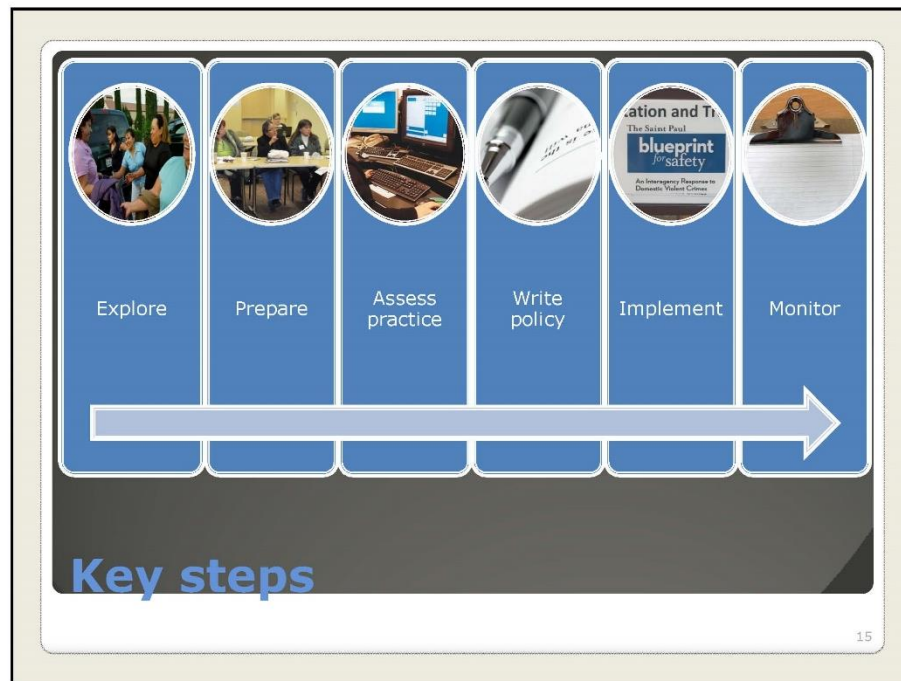 ation and Tr
The Saint Paul
blueprint
for safety
An Interagency Response to
Domestic Violent Crimes
Explore
Prepare
Assess
practice
Write
policy
Implement
Monitor
Key steps
15